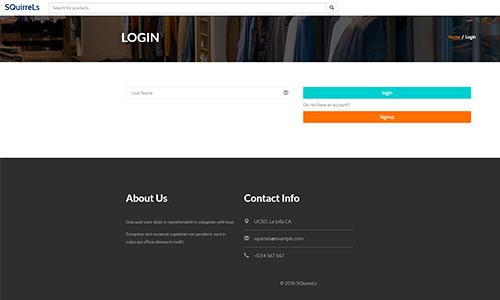 SQuirreLs
Search for products
LOGIN
Home / Login
User Name
login
Do not have an account?
Signup
About Us
Contact Info
Duis aute irure dolor in reprehenderit in voluptate velit esse.
Excepteur sint occaecat cupidatat non proident, sunt in
culpa qui officia deserunt mollit.
UCSD, La Jolla CA
squirrels@example.com
+1234 567 567
© 2016 SQuirreLs